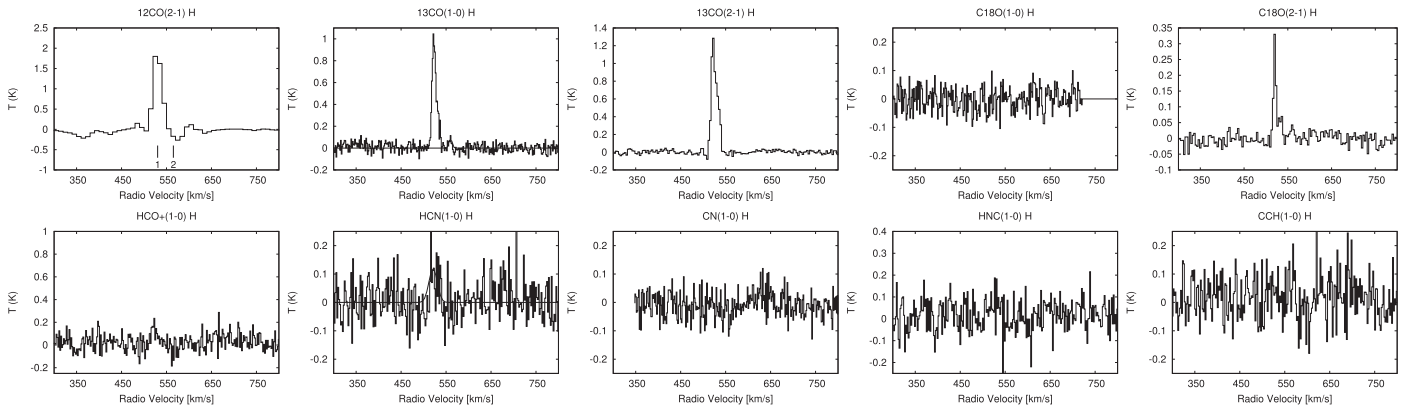 12CO(2-1) H
13CO(1-0) H
13CO(2-1) H
C18O(1-0) H
C18O(2-1) H
T (K)
2.5
2
1.5
1
0.5
0
-0.5
-1
1 2
350 450 550 650 750
Radio Velocity [km/s]
T (K)
1
0.8
0.6
0.4
0.2
0
-0.2
350 450 550 650 750
Radio Velocity [km/s]
T (K)
1.4
1.2
1
0.8
0.6
0.4
0.2
0
-0.2
350 450 550 650 750
Radio Velocity [km/s]
T (K)
0.2
0.1
0
-0.1
-0.2
350 450 550 650 750
Radio Velocity [km/s]
T (K)
0.35
0.3
0.25
0.2
0.15
0.1
0.05
0
-0.05
-0.1
350 450 550 650 750
Radio Velocity [km/s]
HCO+(1-0) H
HCN(1-0) H
CN(1-0) H
HNC(1-0) H
CCH(1-0) H
T (K)
1
0.8
0.6
0.4
0.2
0
-0.2
350 450 550 650 750
Radio Velocity [km/s]
T (K)
0.2
0.1
0
-0.1
-0.2
350 450 550 650 750
Radio Velocity [km/s]
T (K)
0.2
0.1
0
-0.1
-0.2
350 450 550 650 750
Radio Velocity [km/s]
T (K)
0.4
0.3
0.2
0.1
0
-0.1
-0.2
350 450 550 650 750
Radio Velocity [km/s]
T (K)
0.2
0.1
0
-0.1
-0.2
350 450 550 650 750
Radio Velocity [km/s]